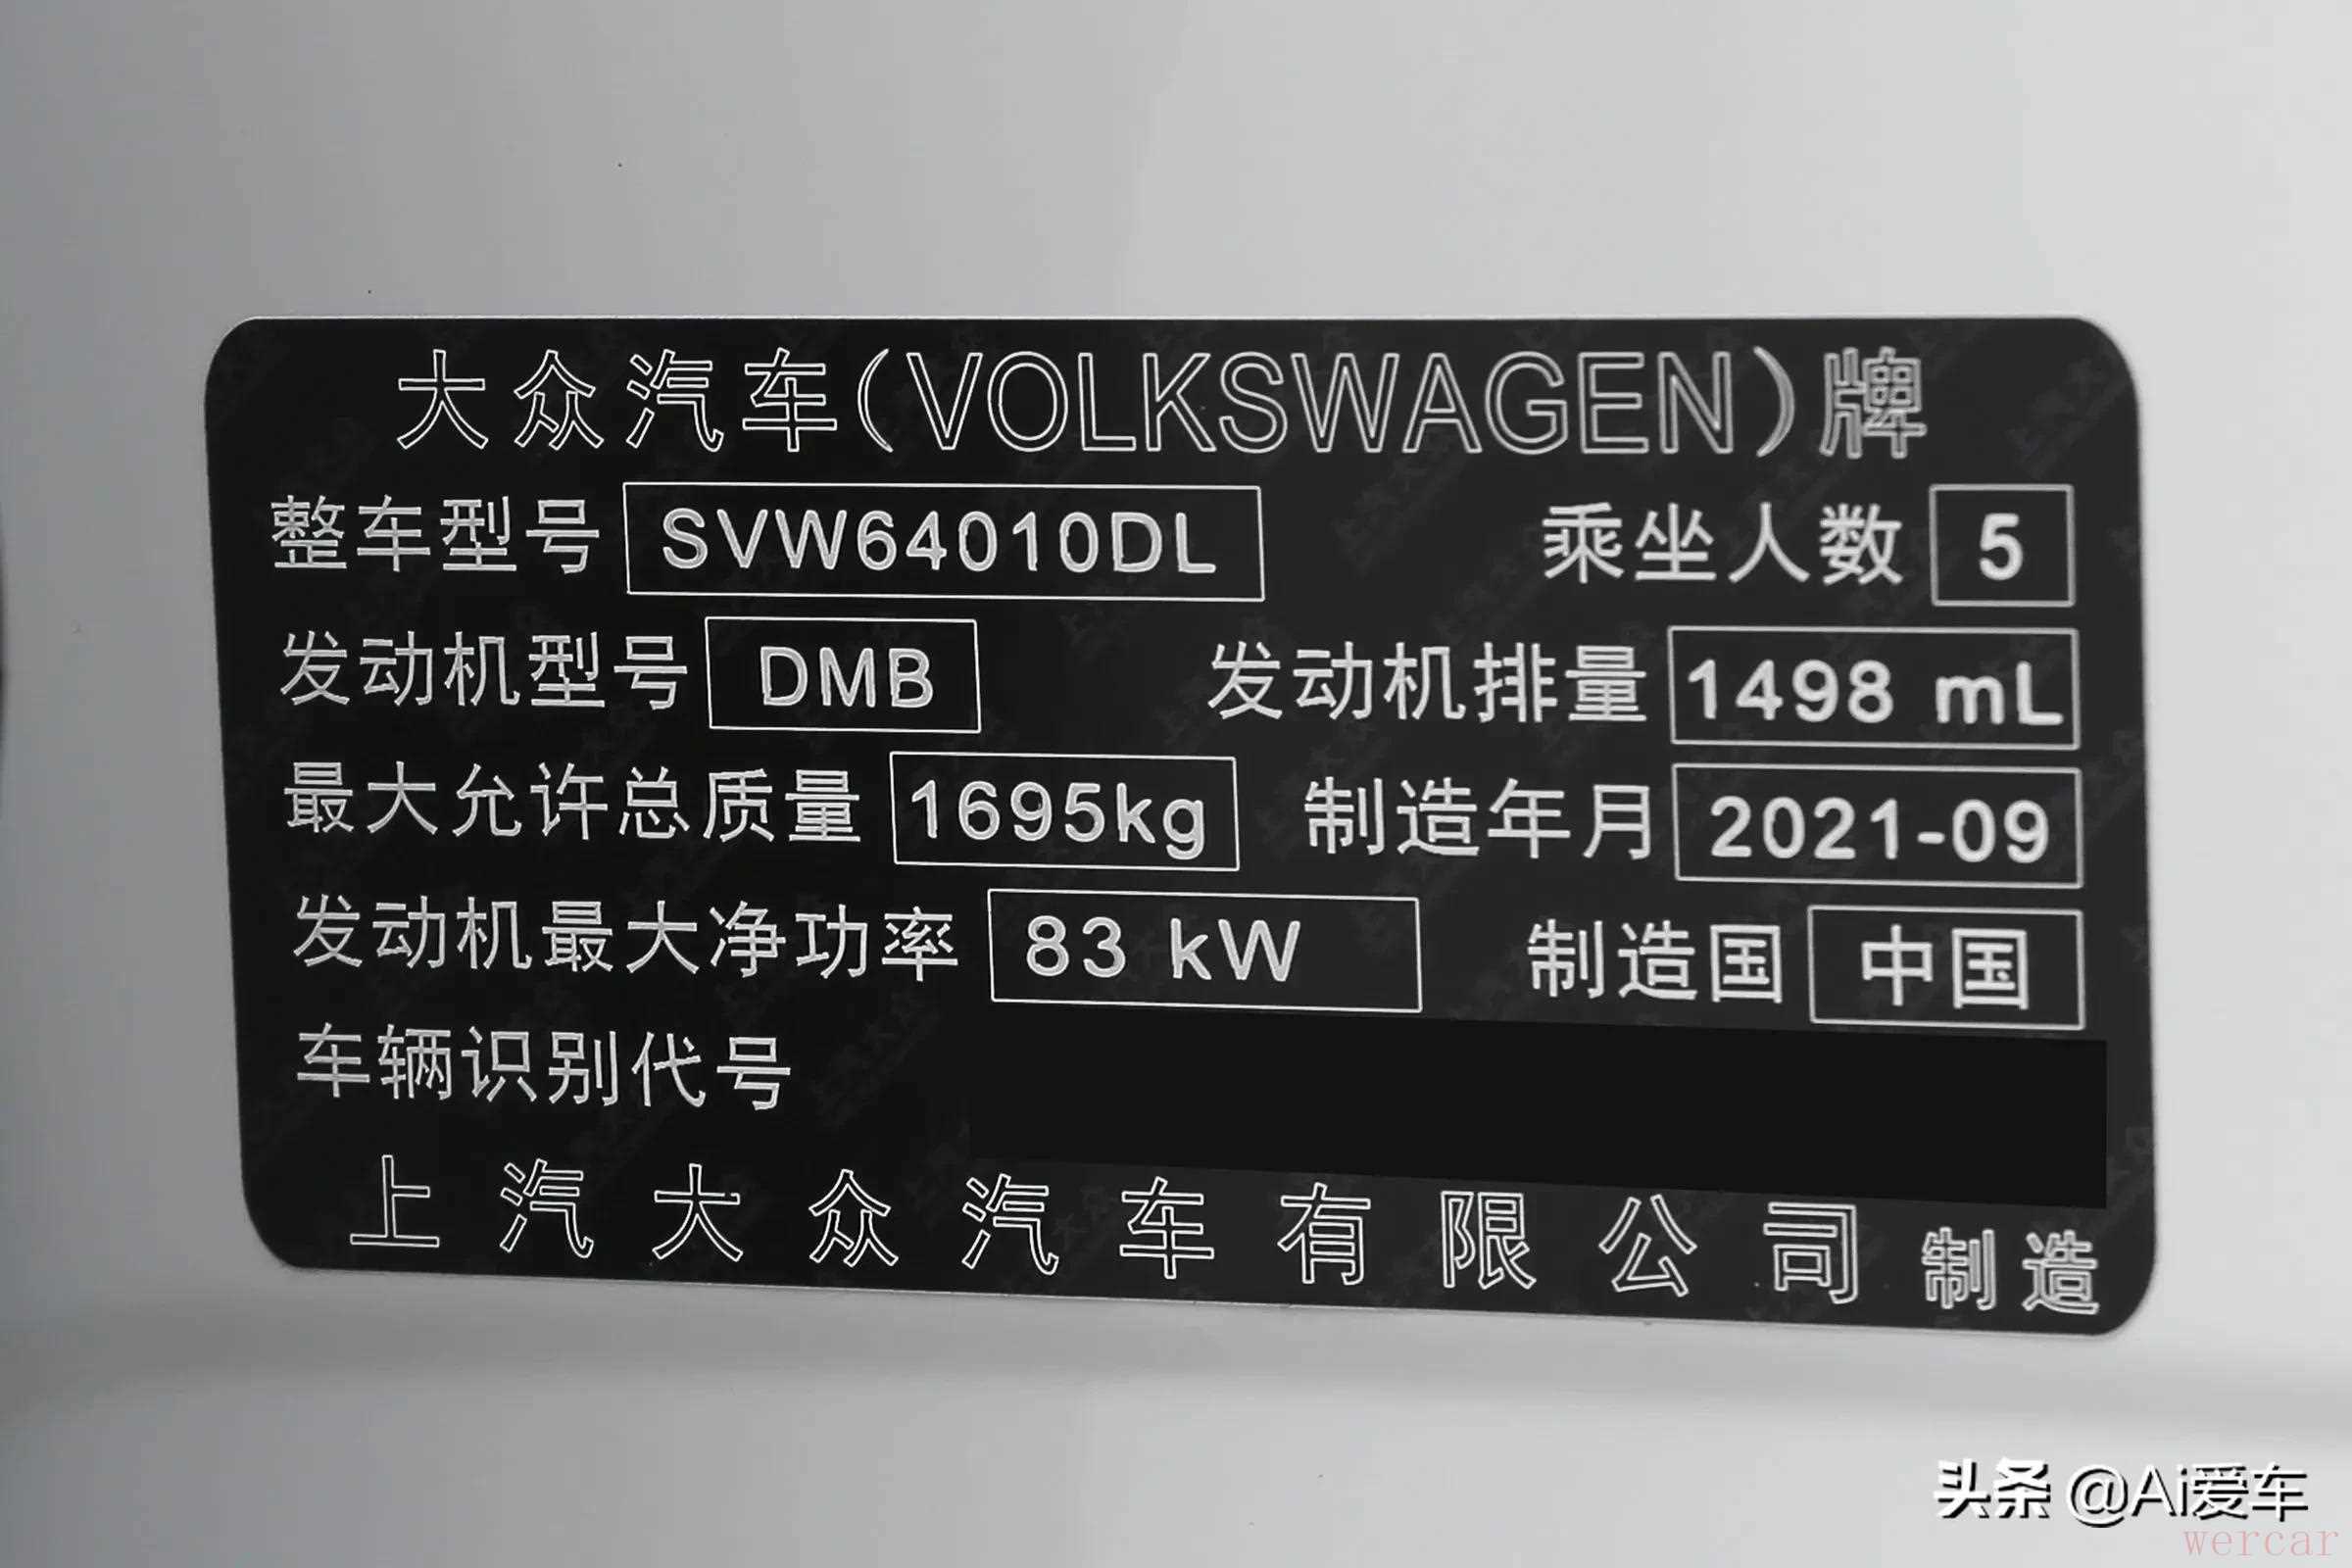 大众汽车(VOLKSWAGEN)牌
整车型号 SVW64010DL 乘坐人数 5
发动机型号 DMB 发动机排量 1498 mL
最大允许总质量 1695kg 制造年月 2021-09
发动机最大净功率 83 kW 制造国 中国
车辆识别代号
上汽大众汽车有限公司 制造
头条 @Ai爱车
wercar